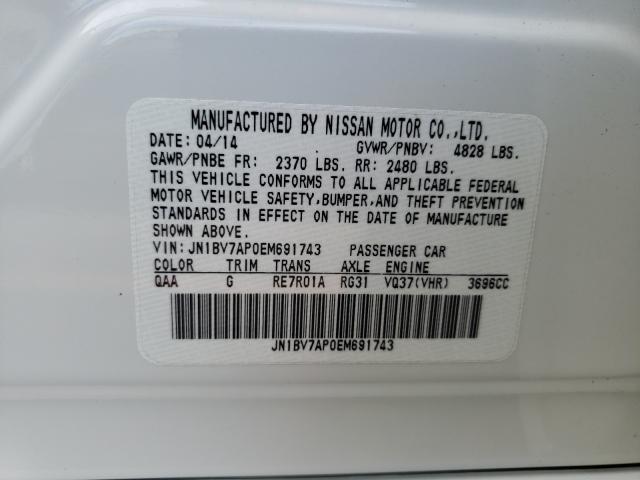 MANUFACTURED BY NISSAN MOTOR CO.,LTD.
DATE: 04/14 GVWR/PNBV: 4828 LBS.
GAWR/PNBE FR: 2370 LBS. RR: 2480 LBS.
THIS VEHICLE CONFORMS TO ALL APPLICABLE FEDERAL
MOTOR VEHICLE SAFETY,BUMPER,AND THEFT PREVENTION
STANDARDS IN EFFECT ON THE DATE OF MANUFACTURE
SHOWN ABOVE.
VIN: JN1BV7AP0EM691743 PASSENGER CAR
COLOR TRIM TRANS AXLE ENGINE
QAA G RE7R01A RG31 VQ37(VHR) 3696CC
JN1BV7AP0EM691743